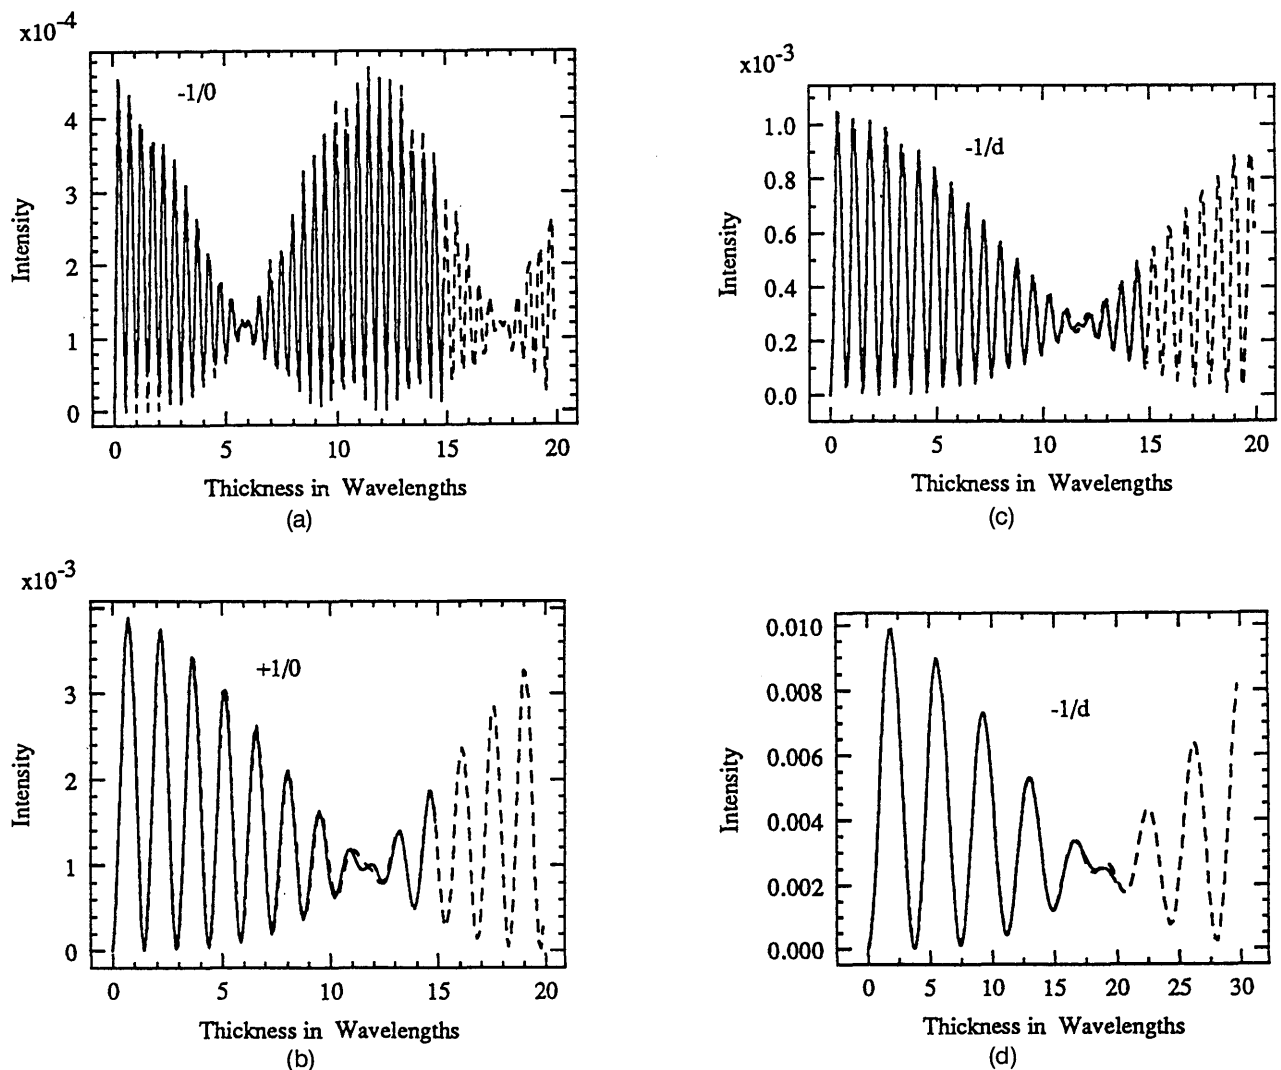 x10-4
-1/0
4
3
2
1
0
Intensity
0 5 10 15 20
Thickness in Wavelengths
(a)
x10-3
-1/d
1.0
0.8
0.6
0.4
0.2
0.0
Intensity
0 5 10 15 20
Thickness in Wavelengths
(c)
x10-3
+1/0
3
2
1
0
Intensity
0 5 10 15 20
Thickness in Wavelengths
(b)
0.010
0.008
-1/d
0.006
0.004
0.002
0.000
Intensity
0 5 10 15 20 25 30
Thickness in Wavelengths
(d)